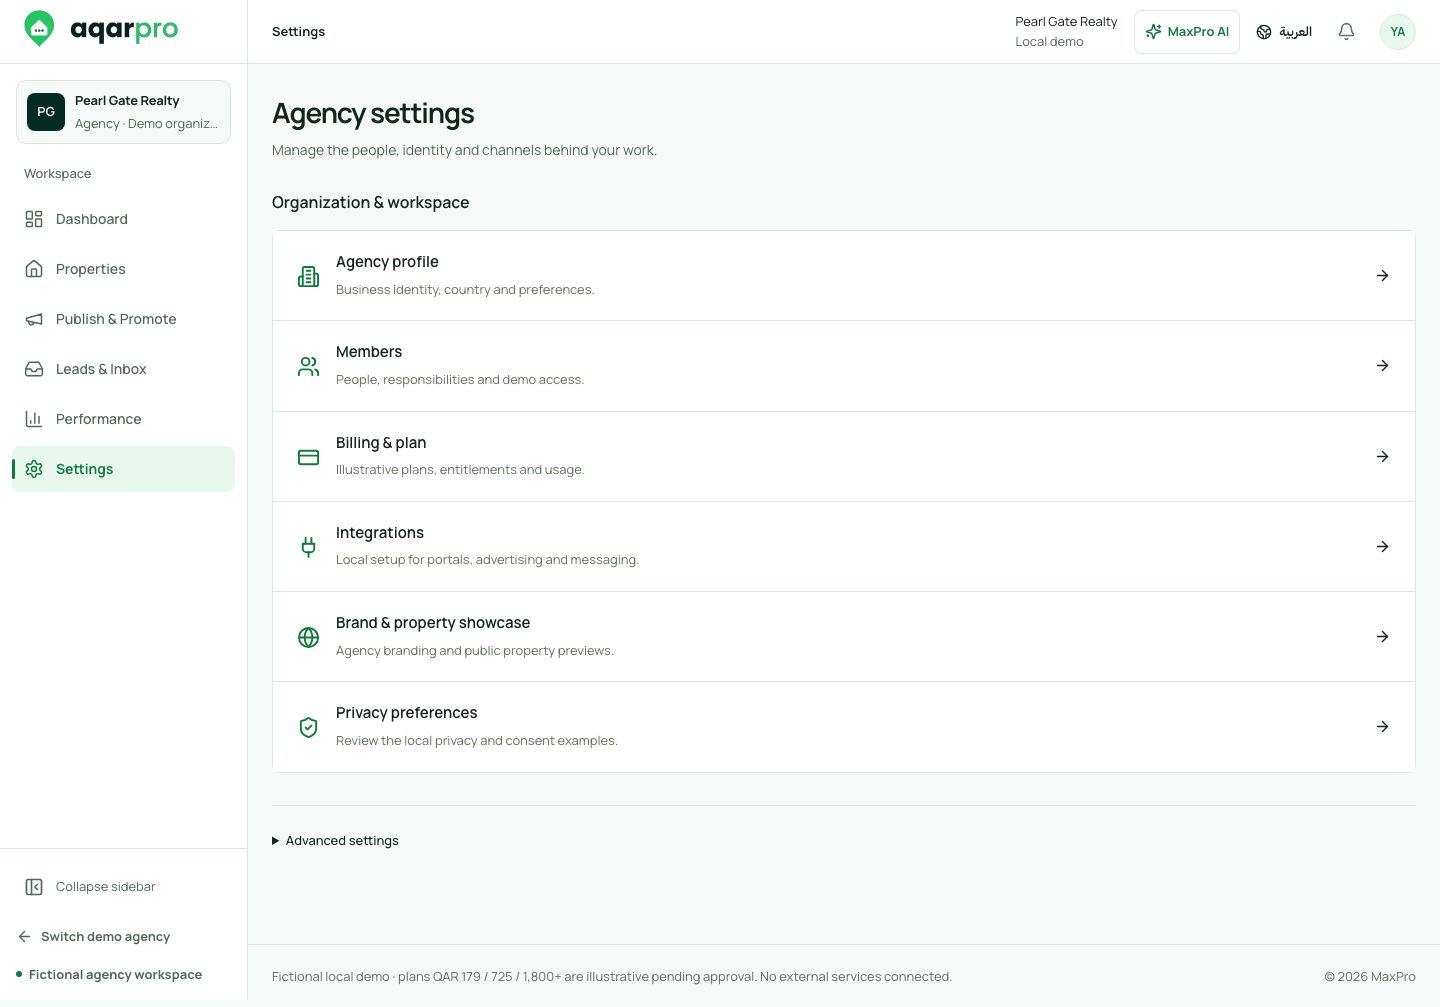 aqarpro
Settings
Pearl Gate Realty
Local demo
MaxPro AI
العربية
YA
PG
Pearl Gate Realty
Agency · Demo organiz...
Workspace
Dashboard
Properties
Publish & Promote
Leads & Inbox
Performance
Settings
Collapse sidebar
Switch demo agency
Fictional agency workspace
Agency settings
Manage the people, identity and channels behind your work.
Organization & workspace
Agency profile
Business identity, country and preferences.
Members
People, responsibilities and demo access.
Billing & plan
Illustrative plans, entitlements and usage.
Integrations
Local setup for portals, advertising and messaging.
Brand & property showcase
Agency branding and public property previews.
Privacy preferences
Review the local privacy and consent examples.
Advanced settings
Fictional local demo · plans QAR 179 / 725 / 1,800+ are illustrative pending approval. No external services connected.
© 2026 MaxPro